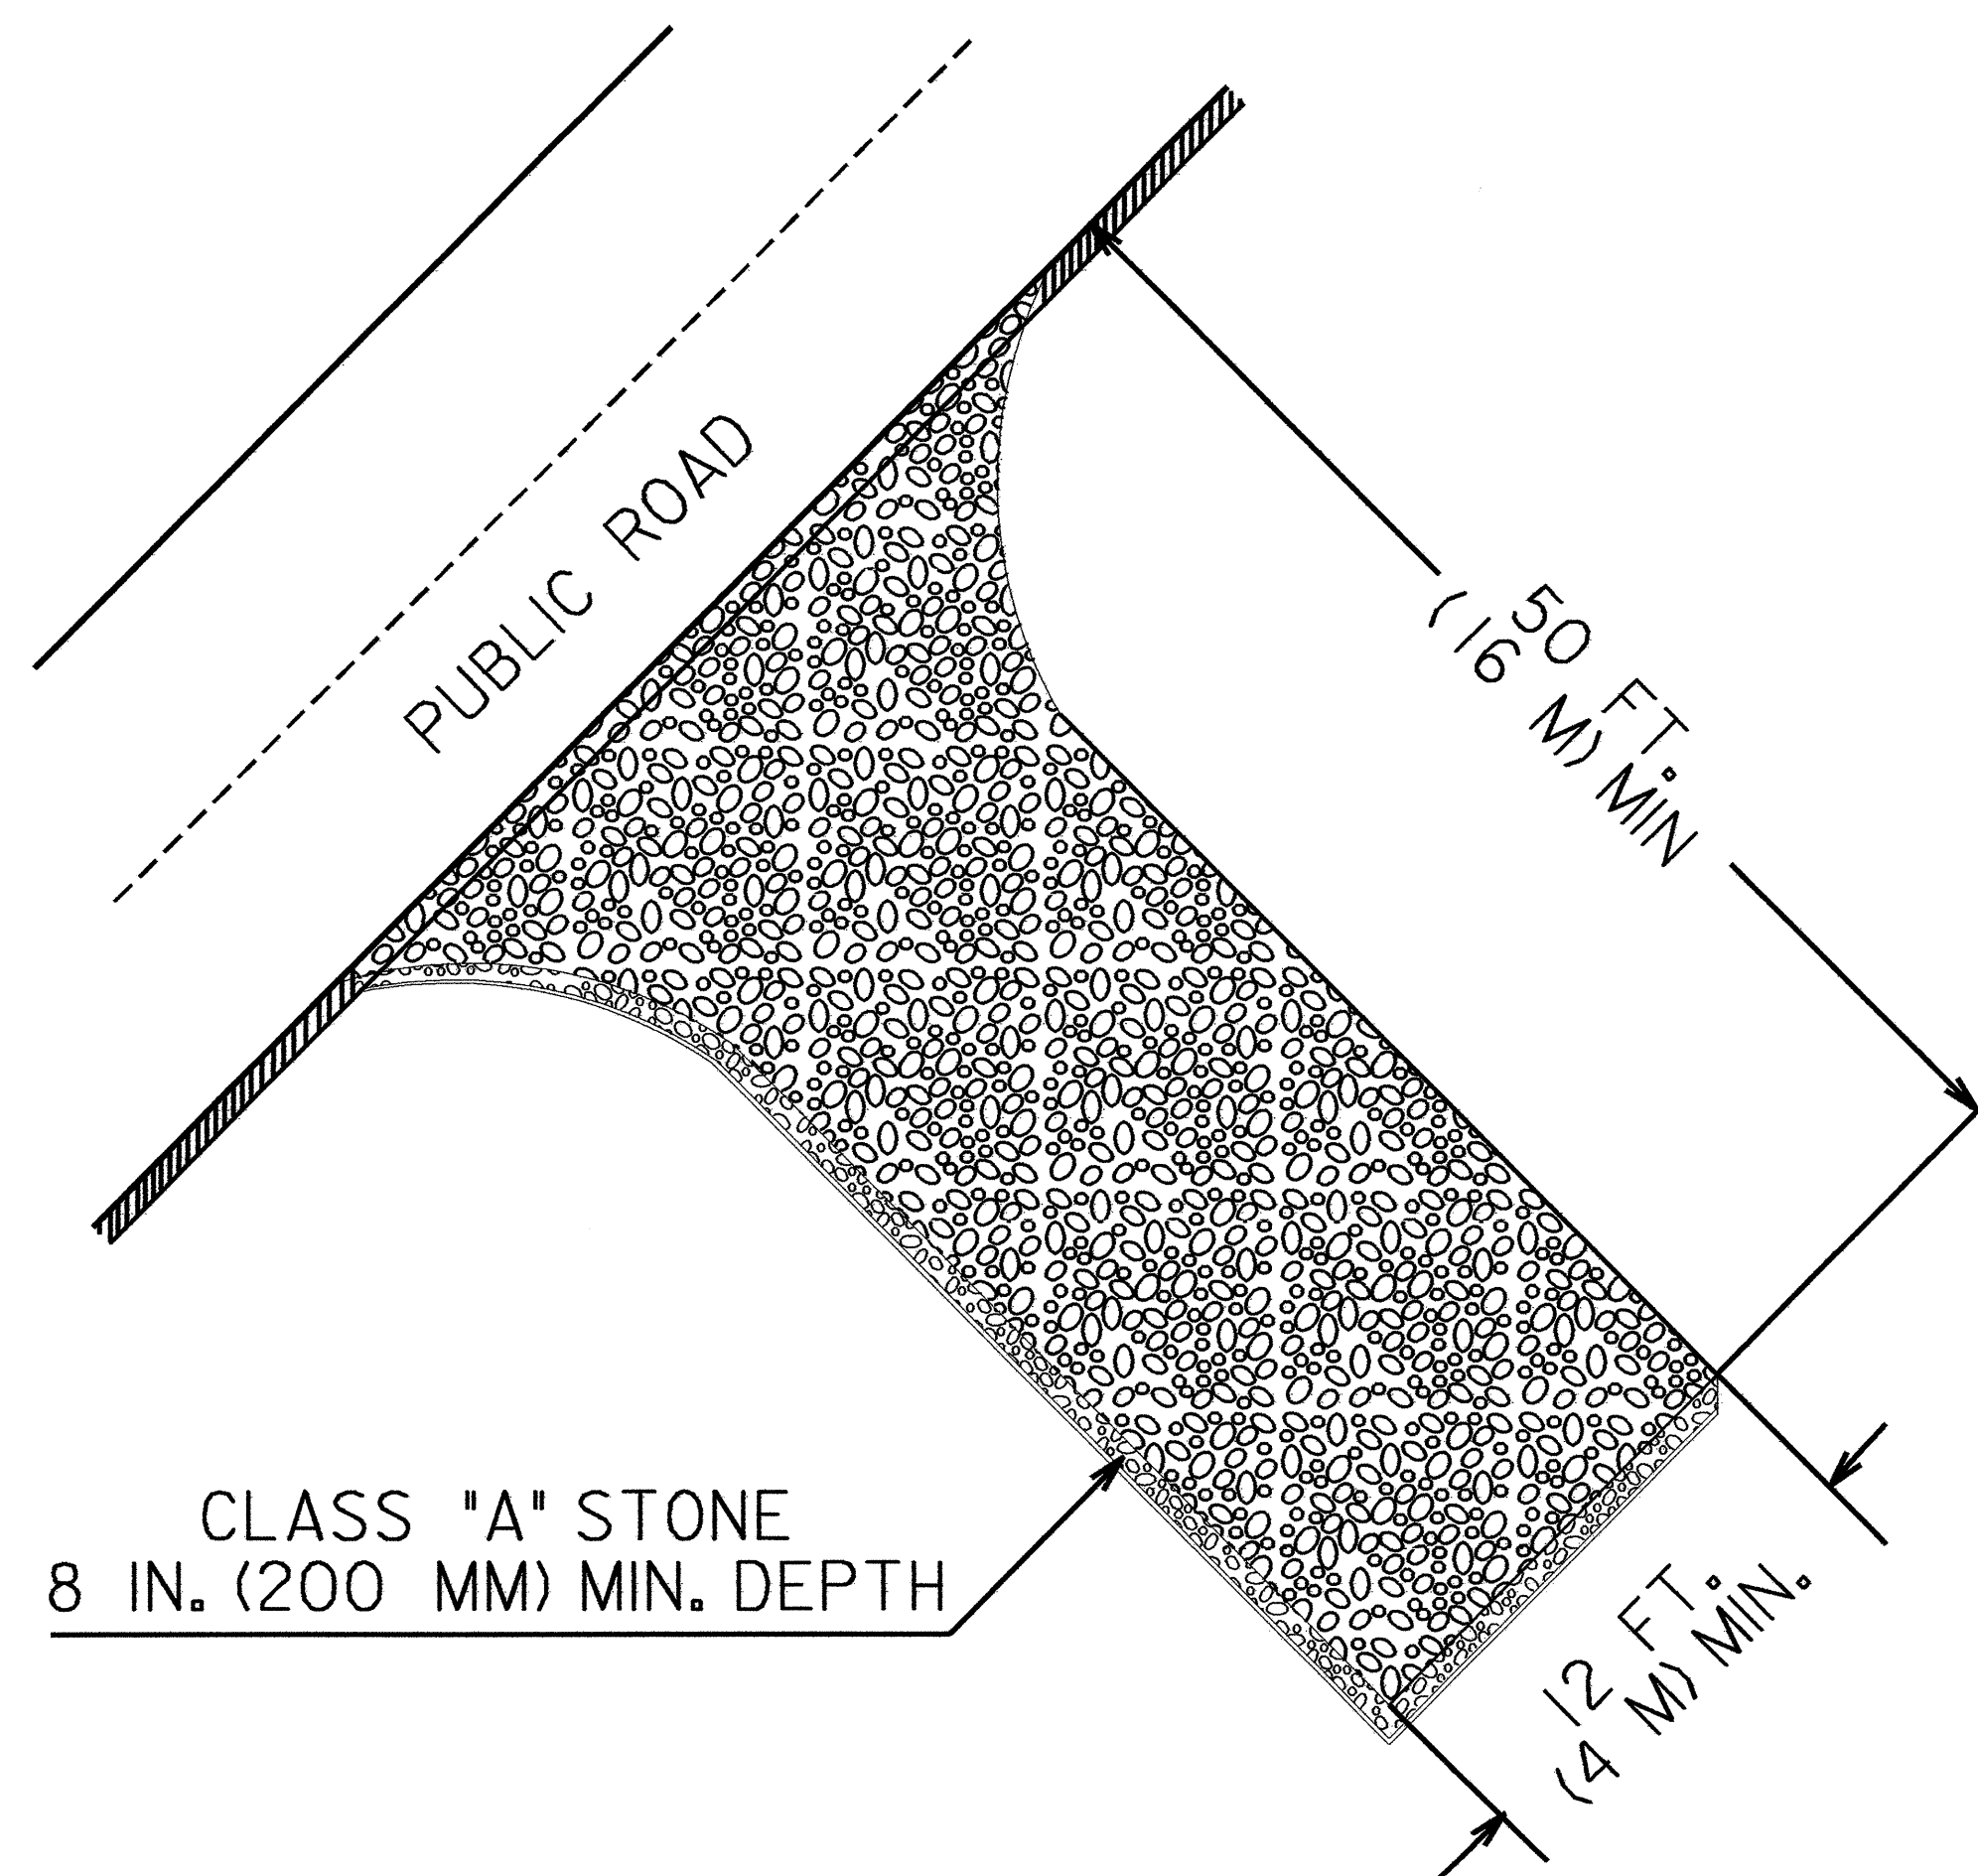 PUBLIC ROAD
50 FT.
(16 M) MIN
CLASS "A" STONE
8 IN. (200 MM) MIN. DEPTH
12 FT.
(4 M) MIN.